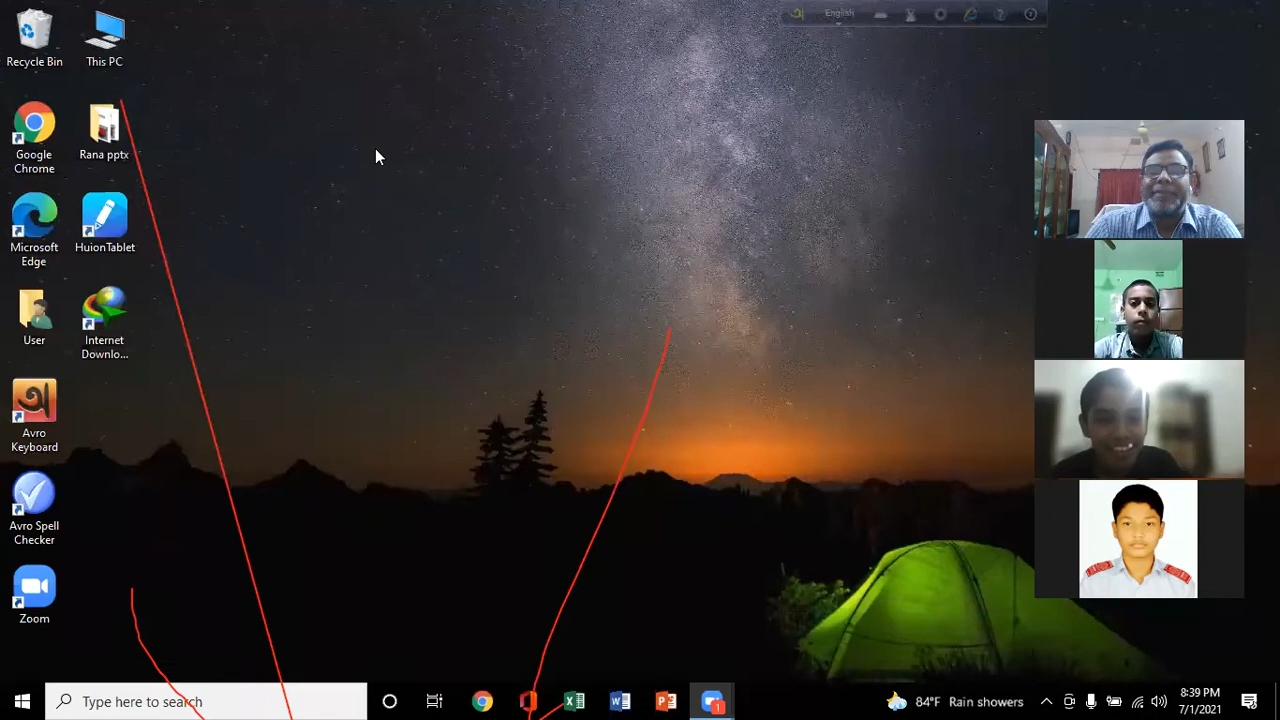 English
Recycle Bin
This PC
Google
Chrome
Rana pptx
Microsoft
Edge
HuionTablet
User
Internet
Downlo...
অ
Avro
Keyboard
Avro Spell
Checker
Zoom
Type here to search
1
84°F Rain showers
8:39 PM
7/1/2021